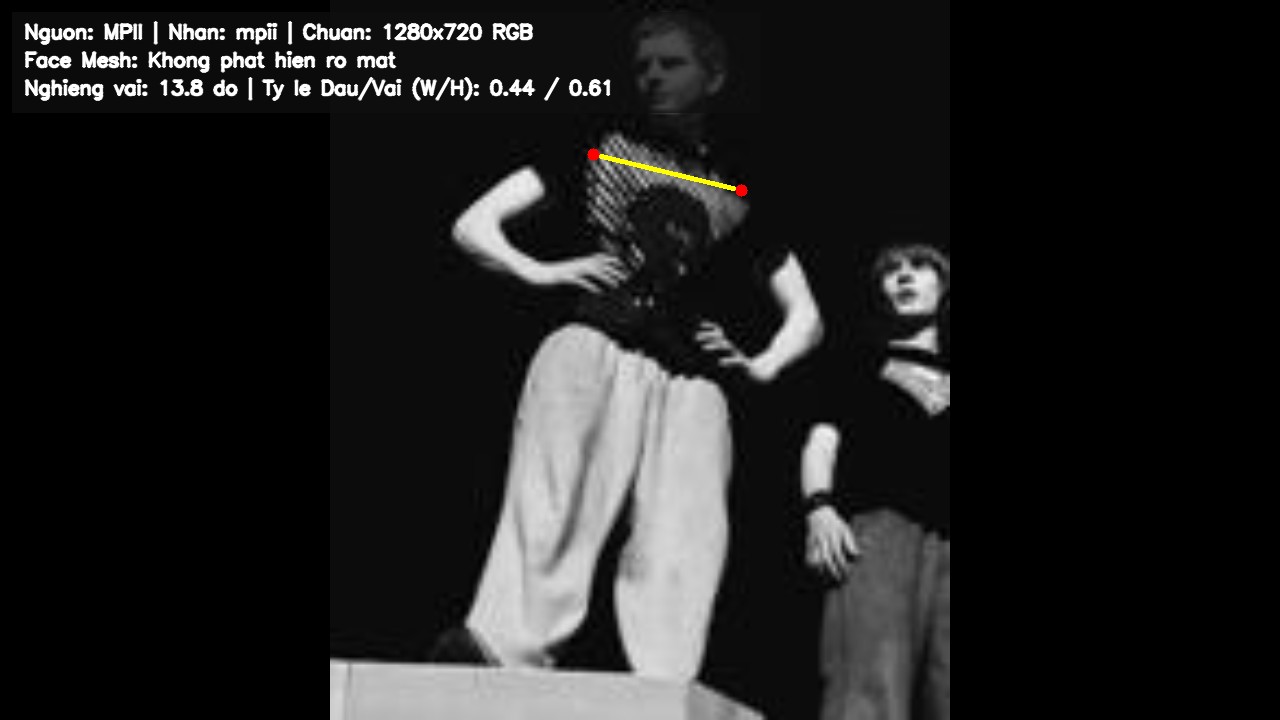 Nguon: MPII | Nhan: mpii | Chuan: 1280x720 RGB
Face Mesh: Khong phat hien ro mat
Nghieng vai: 13.8 do | Ty le Dau/Vai (W/H): 0.44 / 0.61